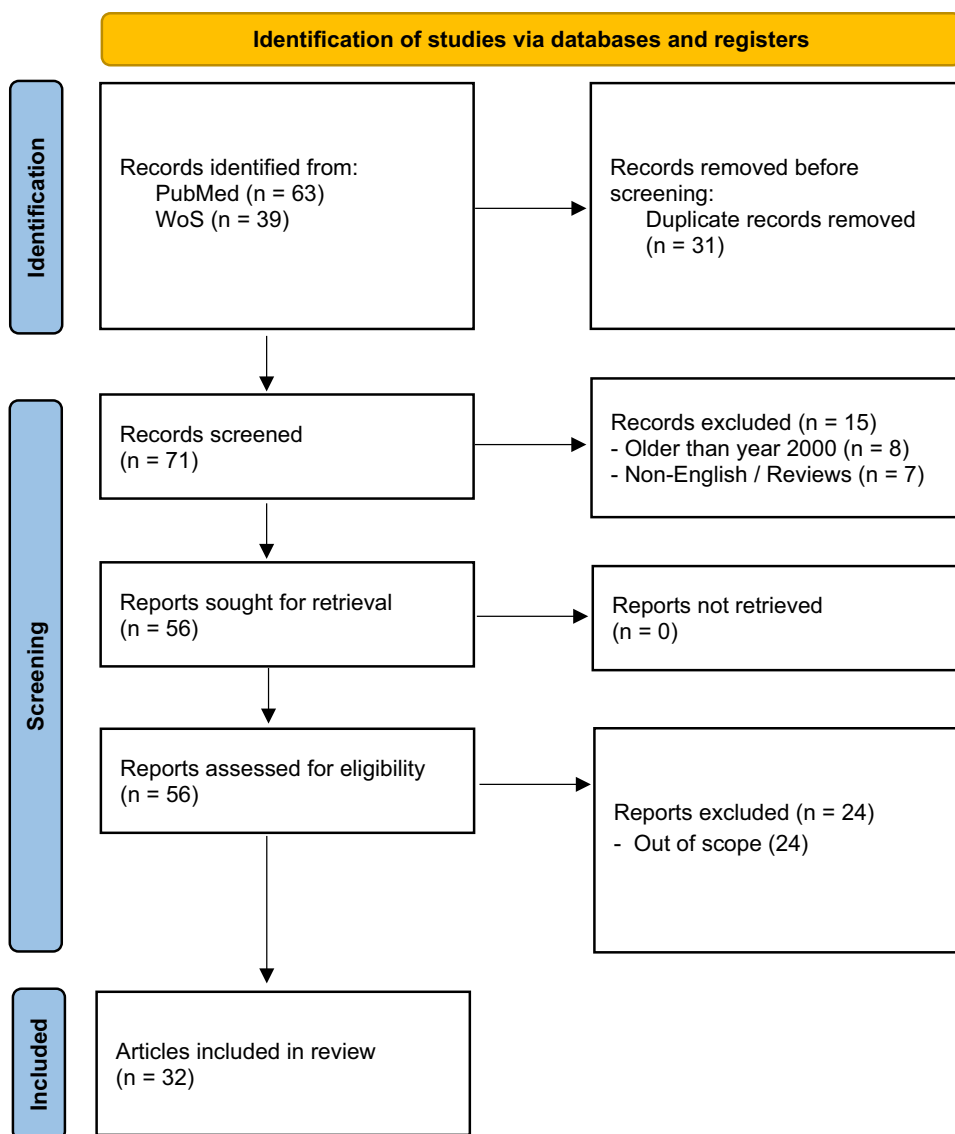 Identification of studies via databases and registers
Identification
Records identified from:
PubMed (n = 63)
WoS (n = 39)
Records removed before
screening:
Duplicate records removed
(n = 31)
Screening
Records screened
(n = 71)
Records excluded (n = 15)
- Older than year 2000 (n = 8)
- Non-English / Reviews (n = 7)
Reports sought for retrieval
(n = 56)
Reports not retrieved
(n = 0)
Reports assessed for eligibility
(n = 56)
Reports excluded (n = 24)
- Out of scope (24)
Included
Articles included in review
(n = 32)